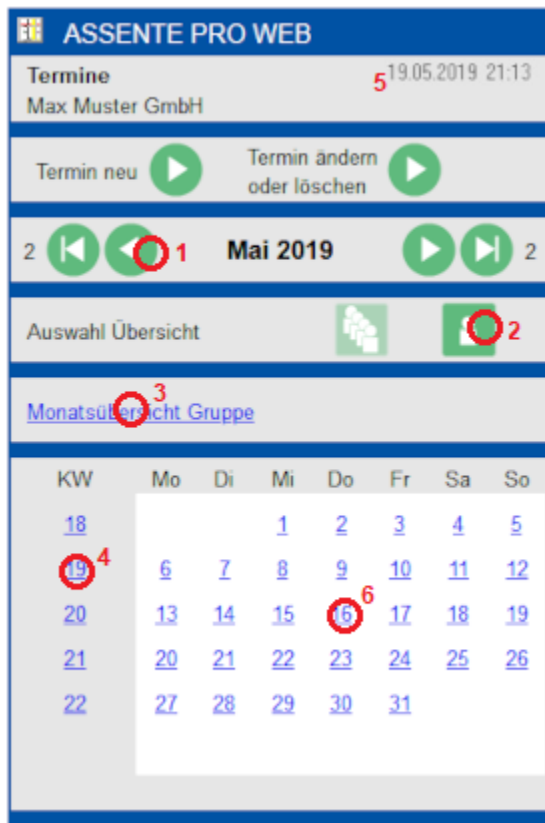 ASSENTE PRO WEB
Termine
5 19.05.2019 21:13
Max Muster GmbH
Termin neu
Termin ändern
oder löschen
2 1 Mai 2019 2
Auswahl Übersicht 2
3
Monatsübersicht Gruppe
KW Mo Di Mi Do Fr Sa So
18 1 2 3 4 5
19 4 6 7 8 9 10 11 12
20 13 14 15 16 6 17 18 19
21 20 21 22 23 24 25 26
22 27 28 29 30 31